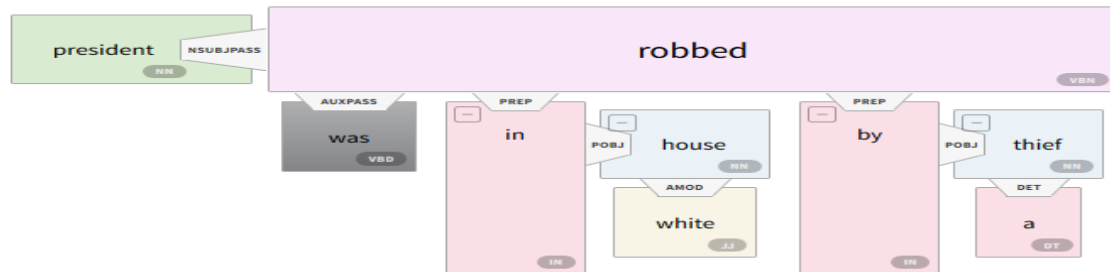 president NSUBJPASS robbed
NN
VBN
AUXPASS PREP PREP
was in POBJ house by POBJ thief
VBD NN NN
AMOD DET
white a
IN JJ IN DT